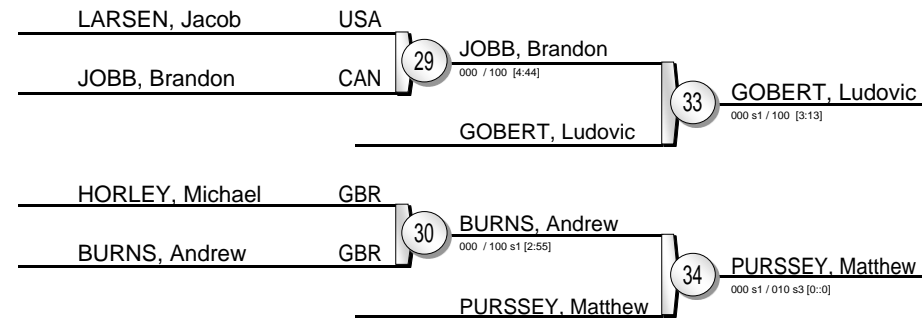 LARSEN, Jacob USA
JOBB, Brandon CAN
29
JOBB, Brandon
000 / 100 [4:44]
GOBERT, Ludovic
33
GOBERT, Ludovic
000 s1 / 100 [3:13]
HORLEY, Michael GBR
BURNS, Andrew GBR
30
BURNS, Andrew
000 / 100 s1 [2:55]
PURSSEY, Matthew
34
PURSSEY, Matthew
000 s1 / 010 s3 [0::0]